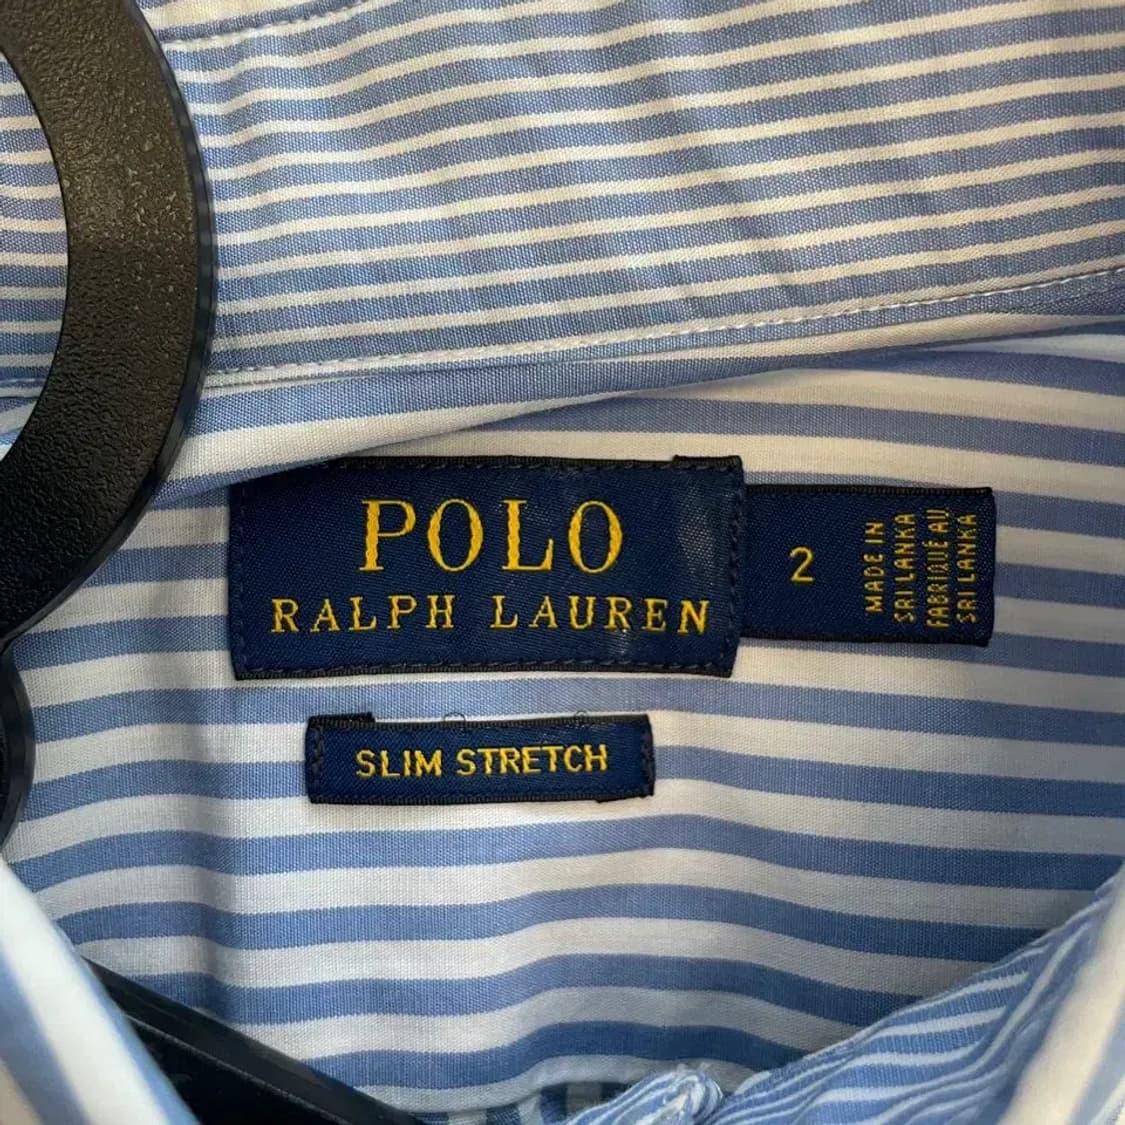 POLO
RALPH LAUREN
2
MADE IN
SRI LANKA
FABRIQUÉ AU
SRI LANKA
SLIM STRETCH